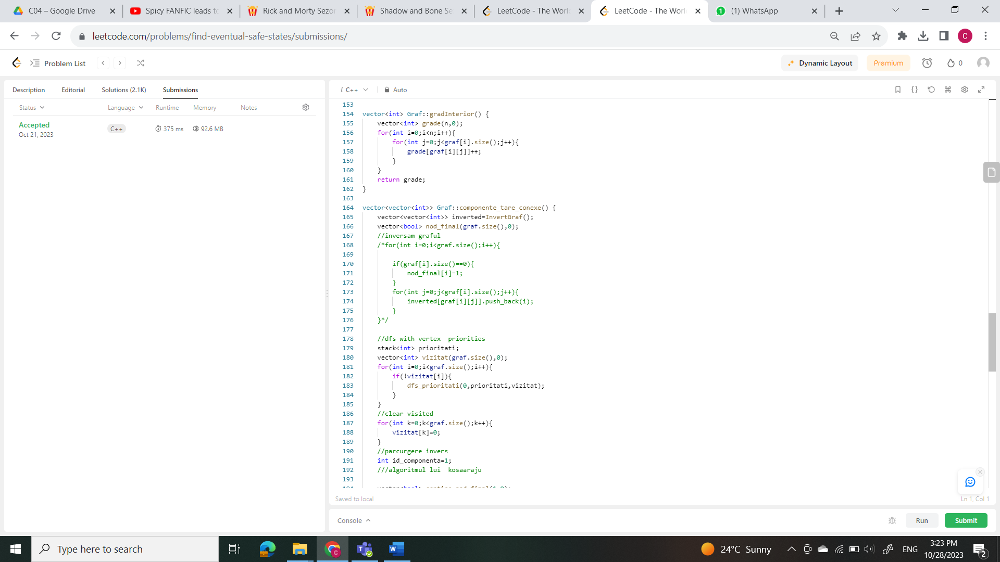 C04 – Google Drive
Spicy FANFIC leads to
Rick and Morty Sezon
Shadow and Bone Se
LeetCode - The World
LeetCode - The World
(1) WhatsApp
leetcode.com/problems/find-eventual-safe-states/submissions/
C
Problem List
Dynamic Layout
Premium
0
Description
Editorial
Solutions (2.1K)
Submissions
i C++
Auto
Status
Language
Runtime
Memory
Notes
Accepted
Oct 21, 2023
C++
375 ms
92.6 MB
153
154 vector<int> Graf::gradInterior() {
155 vector<int> grade(n,0);
156 for(int i=0;i<n;i++){
157 for(int j=0;j<graf[i].size();j++){
158 grade[graf[i][j]]++;
159 }
160 }
161 return grade;
162 }
163
164 vector<vector<int>> Graf::componente_tare_conexe() {
165 vector<vector<int>> inverted=InvertGraf();
166 vector<bool> nod_final(graf.size(),0);
167 //inversam graful
168 /*for(int i=0;i<graf.size();i++){
169
170 if(graf[i].size()==0){
171 nod_final[i]=1;
172 }
173 for(int j=0;j<graf[i].size();j++){
174 inverted[graf[i][j]].push_back(i);
175 }
176 }*/
177
178 //dfs with vertex  priorities
179 stack<int> prioritati;
180 vector<int> vizitat(graf.size(),0);
181 for(int i=0;i<graf.size();i++){
182 if(!vizitat[i]){
183 dfs_prioritati(0,prioritati,vizitat);
184 }
185 }
186 //clear visited
187 for(int k=0;k<graf.size();k++){
188 vizitat[k]=0;
189 }
190 //parcurgere invers
191 int id_componenta=1;
192 ///algoritmul lui  kosaaraju
193
Saved to local
Ln 1, Col 1
Console
Run
Submit
Type here to search
24°C Sunny
ENG
3:23 PM
10/28/2023
2